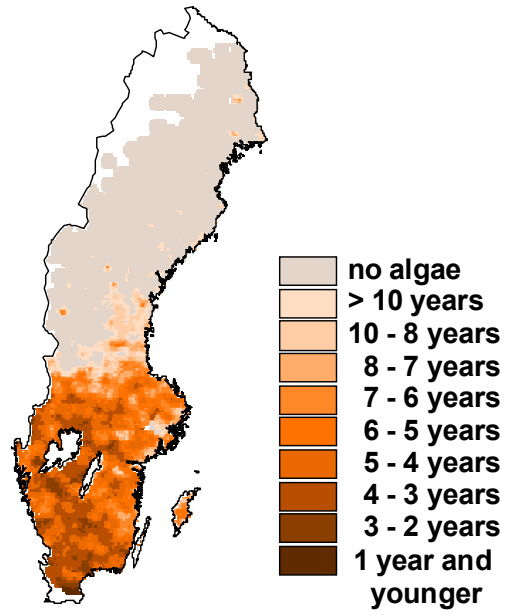 no algae
> 10 years
10 - 8 years
8 - 7 years
7 - 6 years
6 - 5 years
5 - 4 years
4 - 3 years
3 - 2 years
1 year and
younger